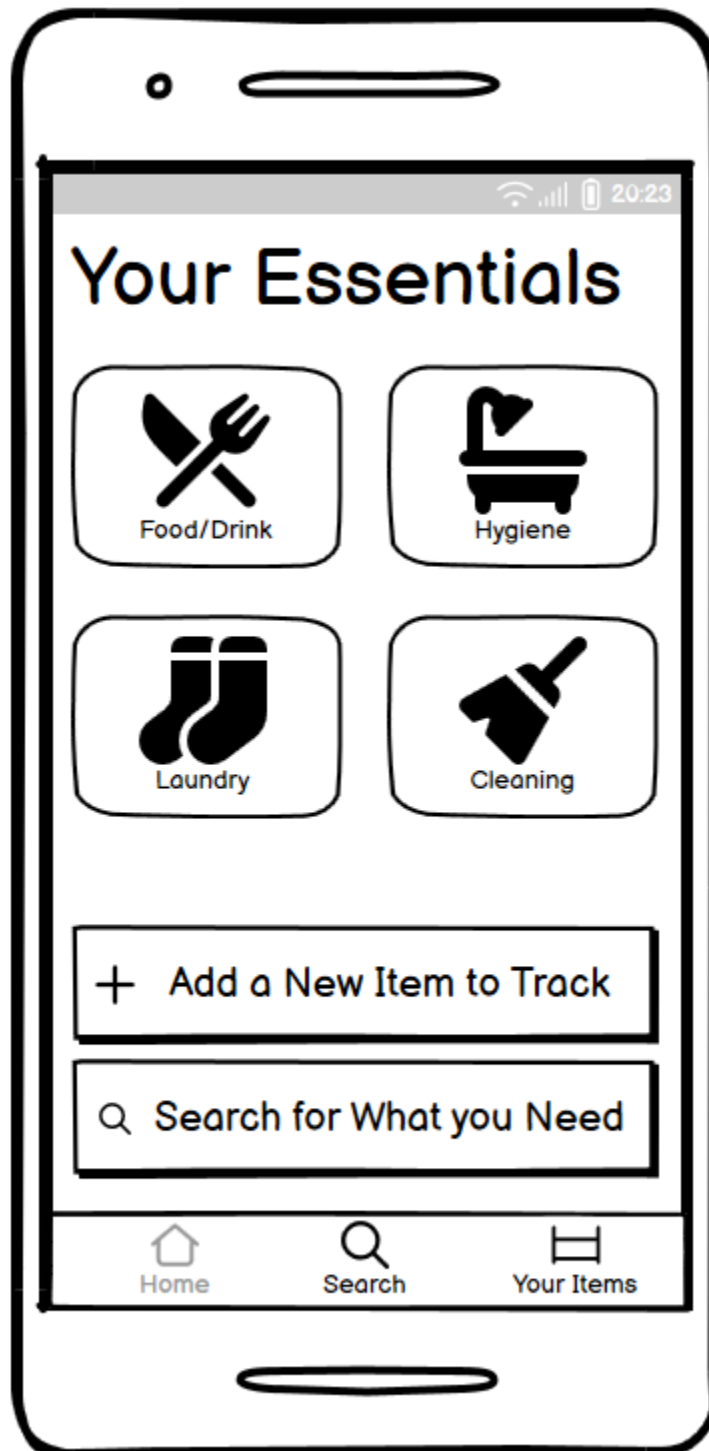 20:23
Your Essentials
Food/Drink
Hygiene
Laundry
Cleaning
Add a New Item to Track
Search for What you Need
Home
Search
Your Items